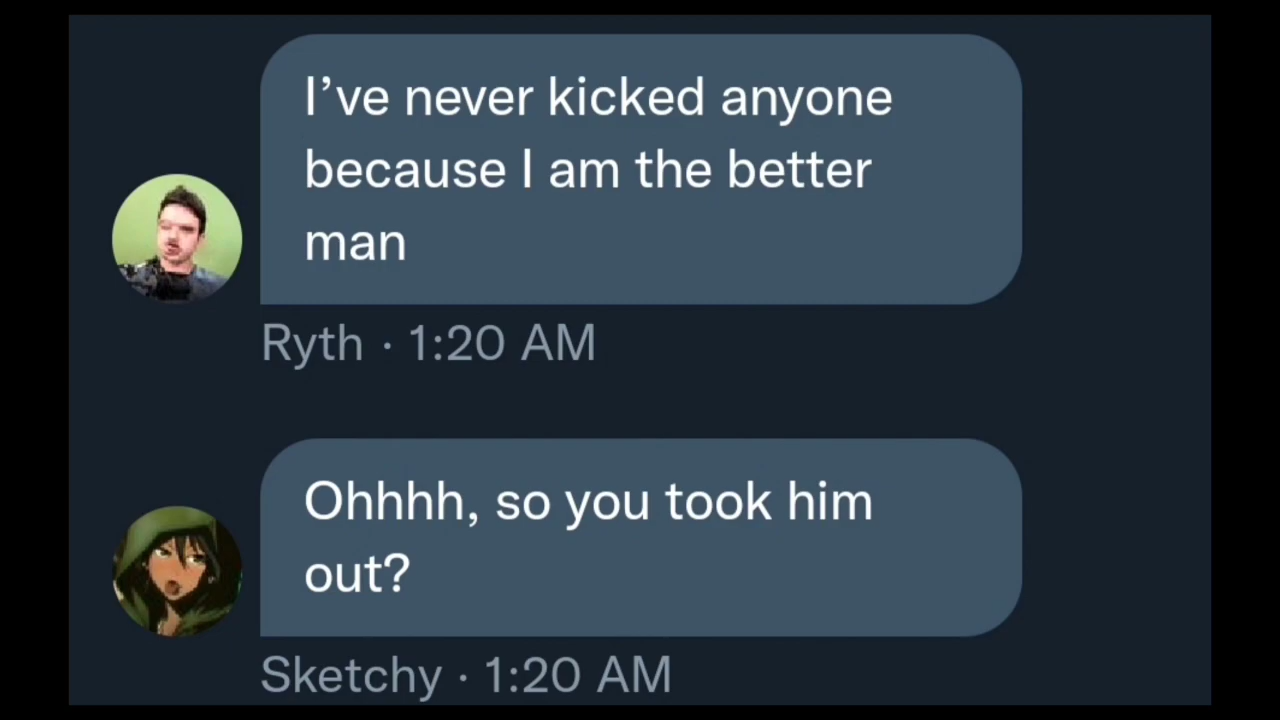 I’ve never kicked anyone
because I am the better
man
Ryth · 1:20 AM
Ohhhh, so you took him
out?
Sketchy · 1:20 AM